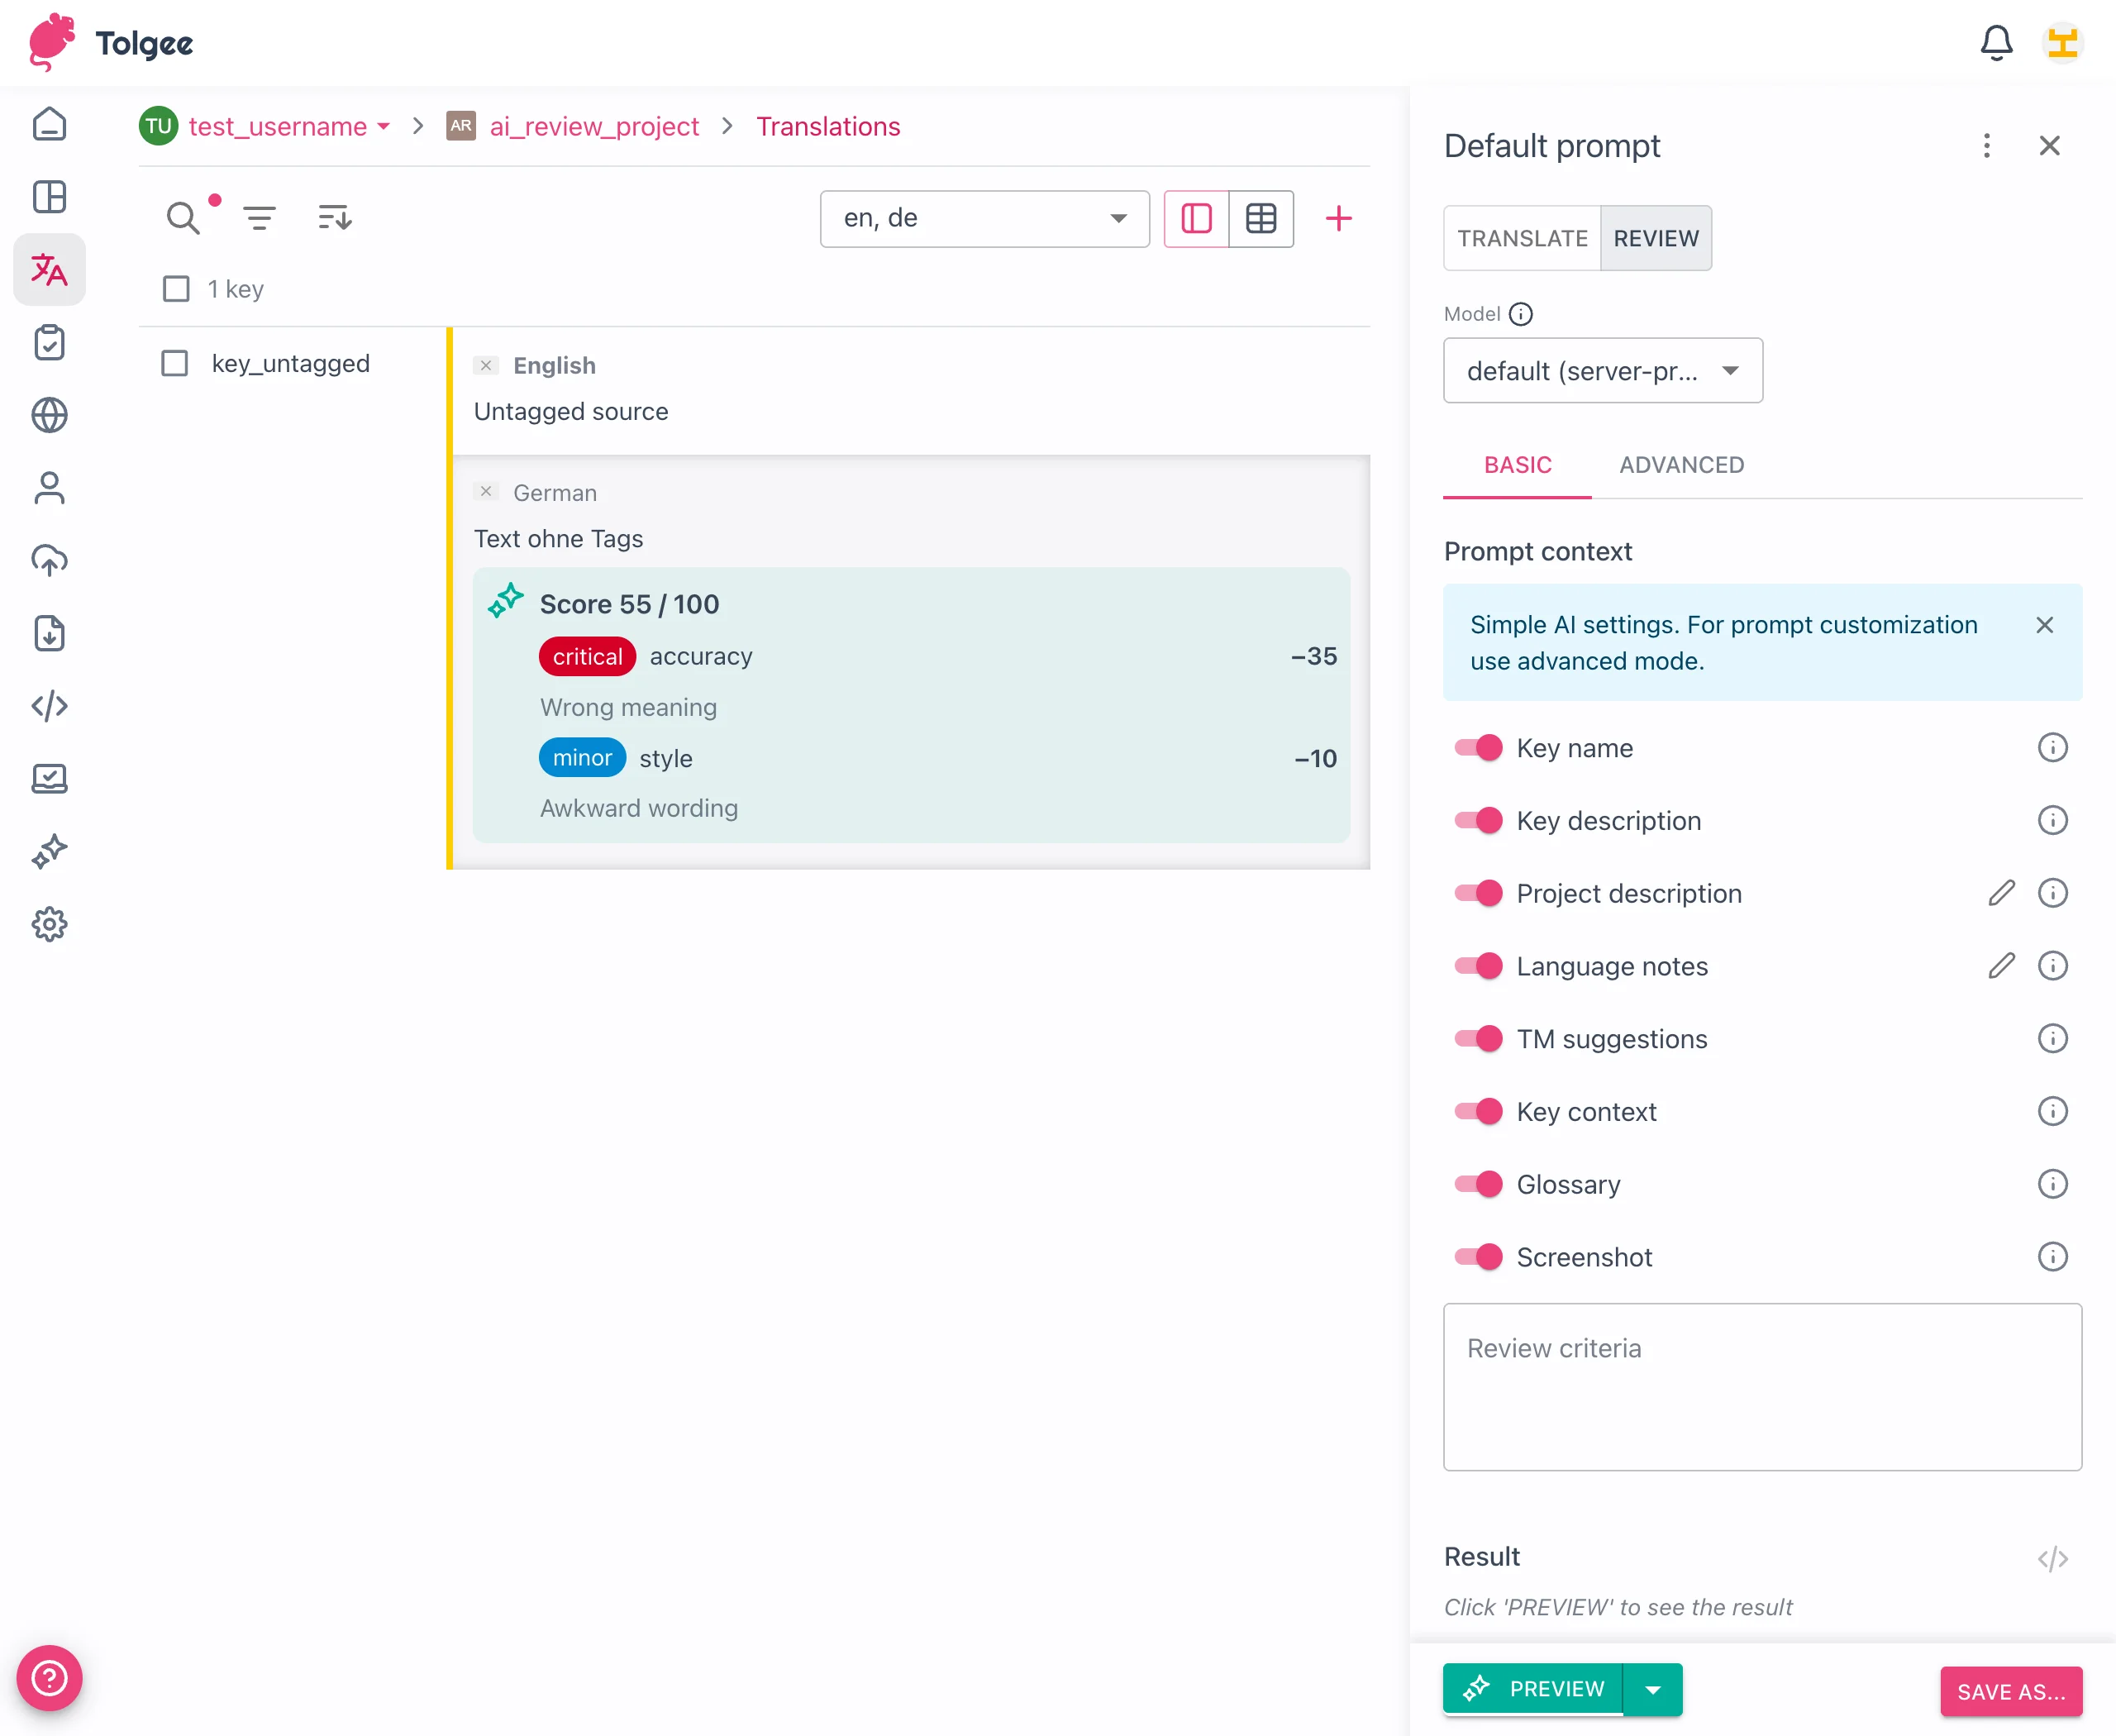 Tolgee
TU test_username > AR ai_review_project > Translations
en, de
1 key
key_untagged
English
Untagged source
German
Text ohne Tags
Score 55 / 100
critical accuracy –35
Wrong meaning
minor style –10
Awkward wording
Default prompt
TRANSLATE REVIEW
Model
default (server-pr...
BASIC ADVANCED
Prompt context
Simple AI settings. For prompt customization
use advanced mode.
Key name
Key description
Project description
Language notes
TM suggestions
Key context
Glossary
Screenshot
Review criteria
Result
Click 'PREVIEW' to see the result
PREVIEW
SAVE AS...